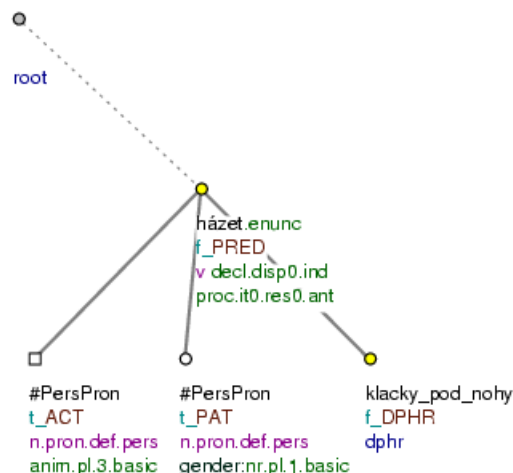 root
házet.enunc
f_PRED
v decl.disp0.ind
proc.it0.res0.ant
#PersPron #PersPron klacky_pod_nohy
t_ACT t_PAT f_DPHR
n.pron.def.pers n.pron.def.pers dphr
anim.pl.3.basic gender:nr.pl.1.basic